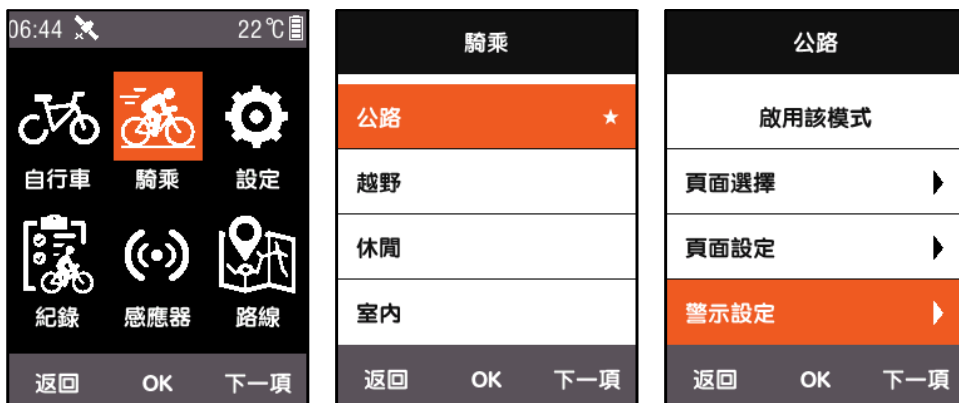 06:44 22℃
自行車 騎乘 設定
紀錄 感應器 路線
返回 OK 下一項
騎乘
公路 ★
越野
休閒
室內
返回 OK 下一項
公路
啟用該模式
頁面選擇
頁面設定
警示設定
返回 OK 下一項